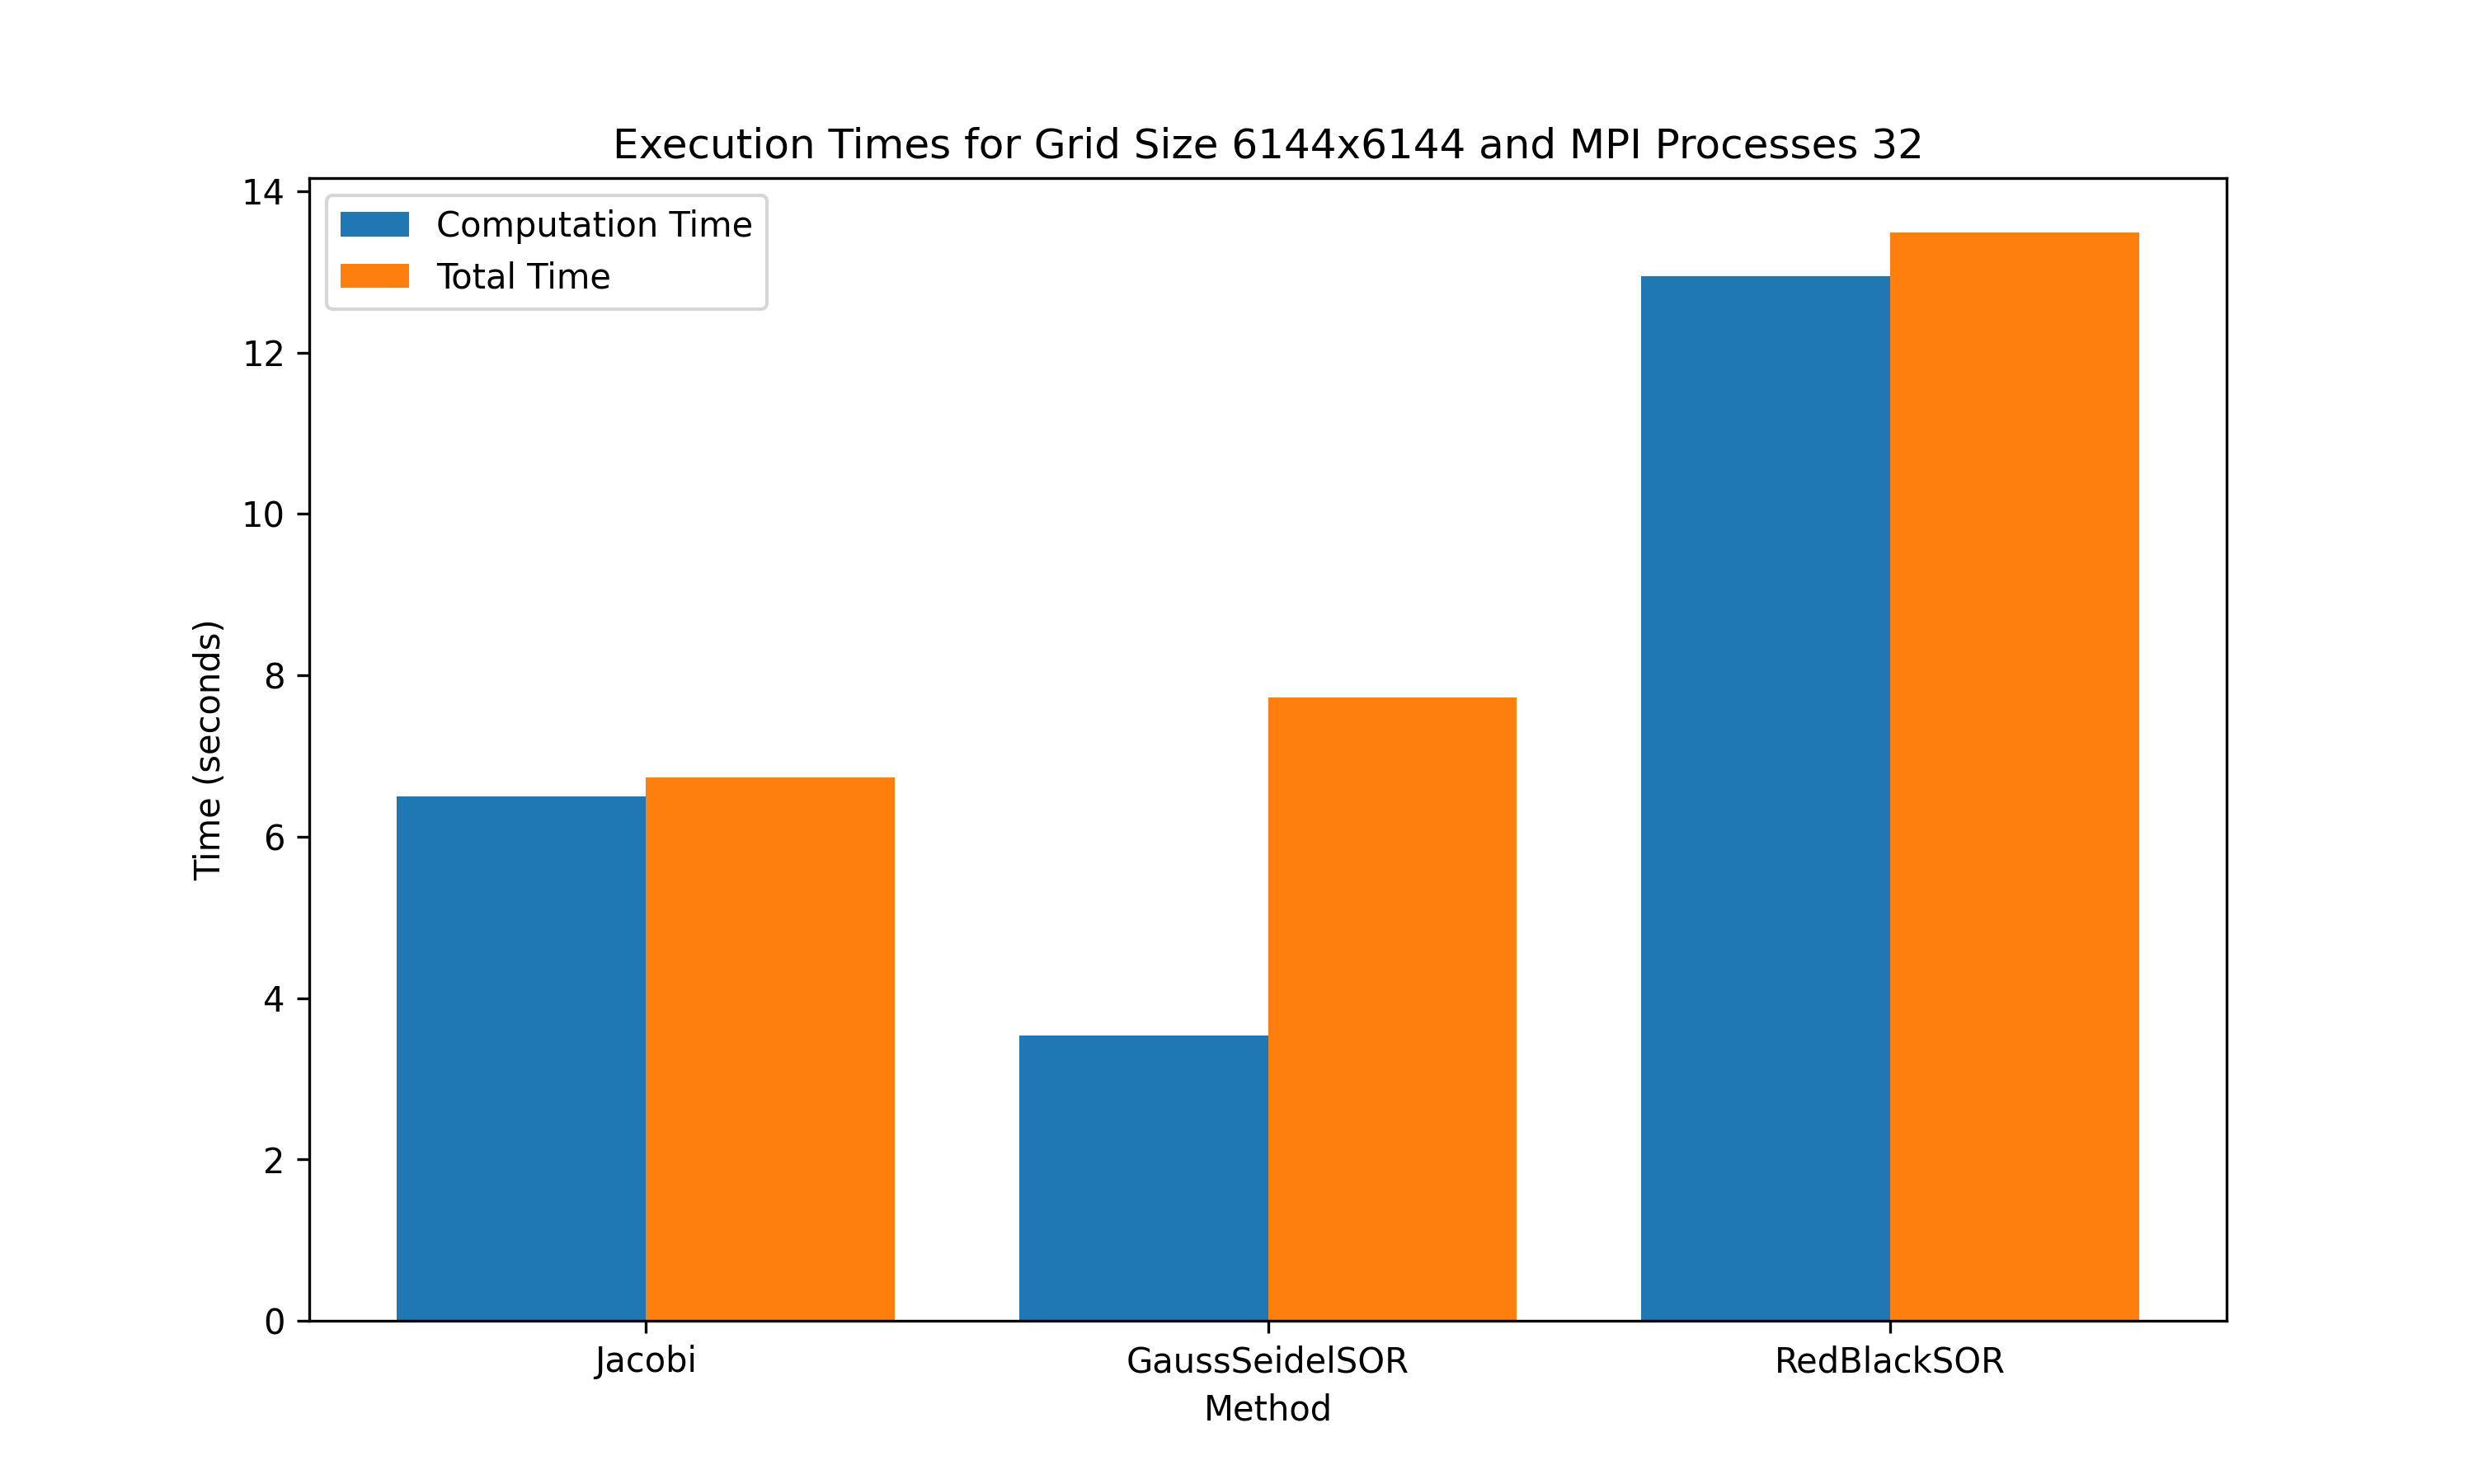 Execution Times for Grid Size 6144x6144 and MPI Processes 32
Computation Time
Total Time
14
12
10
8
6
4
2
0
Time (seconds)
Jacobi
GaussSeidelSOR
RedBlackSOR
Method